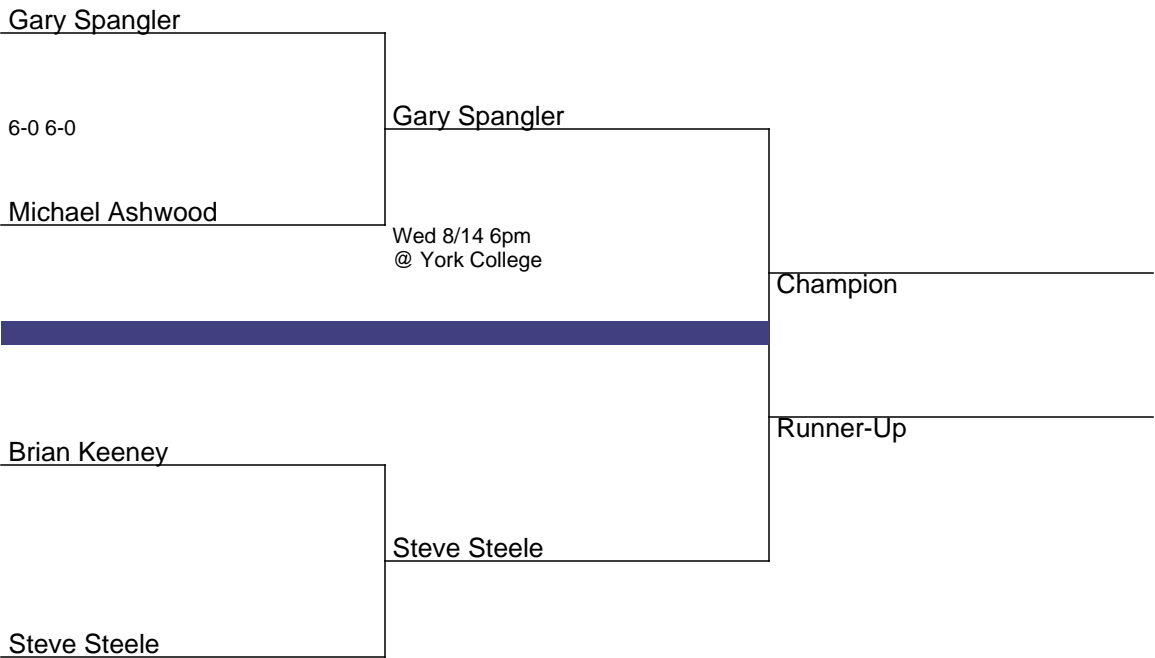 Gary Spangler
6-0 6-0
Gary Spangler
Michael Ashwood
Wed 8/14 6pm
@ York College
Champion
Runner-Up
Brian Keeney
Steve Steele
Steve Steele